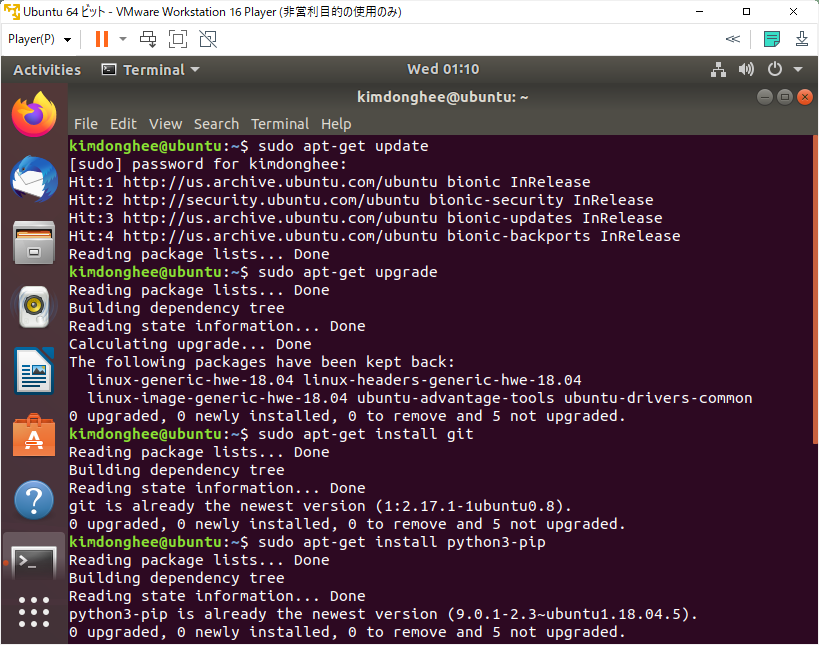 Ubuntu 64 ビット - VMware Workstation 16 Player (非営利目的の使用のみ)
Player(P)
Activities Terminal Wed 01:10
kimdonghee@ubuntu: ~
File Edit View Search Terminal Help
kimdonghee@ubuntu:~$ sudo apt-get update
[sudo] password for kimdonghee:
Hit:1 http://us.archive.ubuntu.com/ubuntu bionic InRelease
Hit:2 http://security.ubuntu.com/ubuntu bionic-security InRelease
Hit:3 http://us.archive.ubuntu.com/ubuntu bionic-updates InRelease
Hit:4 http://us.archive.ubuntu.com/ubuntu bionic-backports InRelease
Reading package lists... Done
kimdonghee@ubuntu:~$ sudo apt-get upgrade
Reading package lists... Done
Building dependency tree
Reading state information... Done
Calculating upgrade... Done
The following packages have been kept back:
  linux-generic-hwe-18.04 linux-headers-generic-hwe-18.04
  linux-image-generic-hwe-18.04 ubuntu-advantage-tools ubuntu-drivers-common
0 upgraded, 0 newly installed, 0 to remove and 5 not upgraded.
kimdonghee@ubuntu:~$ sudo apt-get install git
Reading package lists... Done
Building dependency tree
Reading state information... Done
git is already the newest version (1:2.17.1-1ubuntu0.8).
0 upgraded, 0 newly installed, 0 to remove and 5 not upgraded.
kimdonghee@ubuntu:~$ sudo apt-get install python3-pip
Reading package lists... Done
Building dependency tree
Reading state information... Done
python3-pip is already the newest version (9.0.1-2.3~ubuntu1.18.04.5).
0 upgraded, 0 newly installed, 0 to remove and 5 not upgraded.